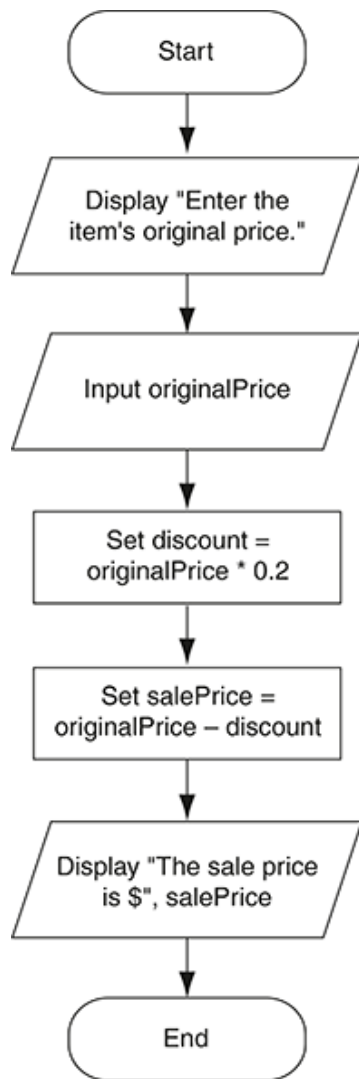 Start
Display "Enter the
item's original price."
Input originalPrice
Set discount =
originalPrice * 0.2
Set salePrice =
originalPrice – discount
Display "The sale price
is $", salePrice
End